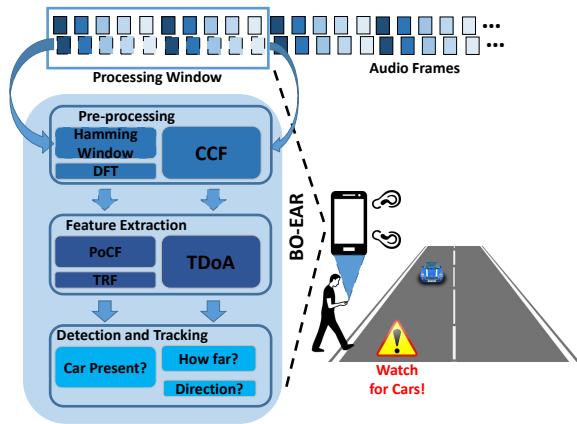 Processing Window
Audio Frames
Pre-processing
Hamming
Window
DFT
CCF
Feature Extraction
PoCF
TRF
TDoA
Detection and Tracking
Car Present?
How far?
Direction?
BO-EAR
Watch
for Cars!